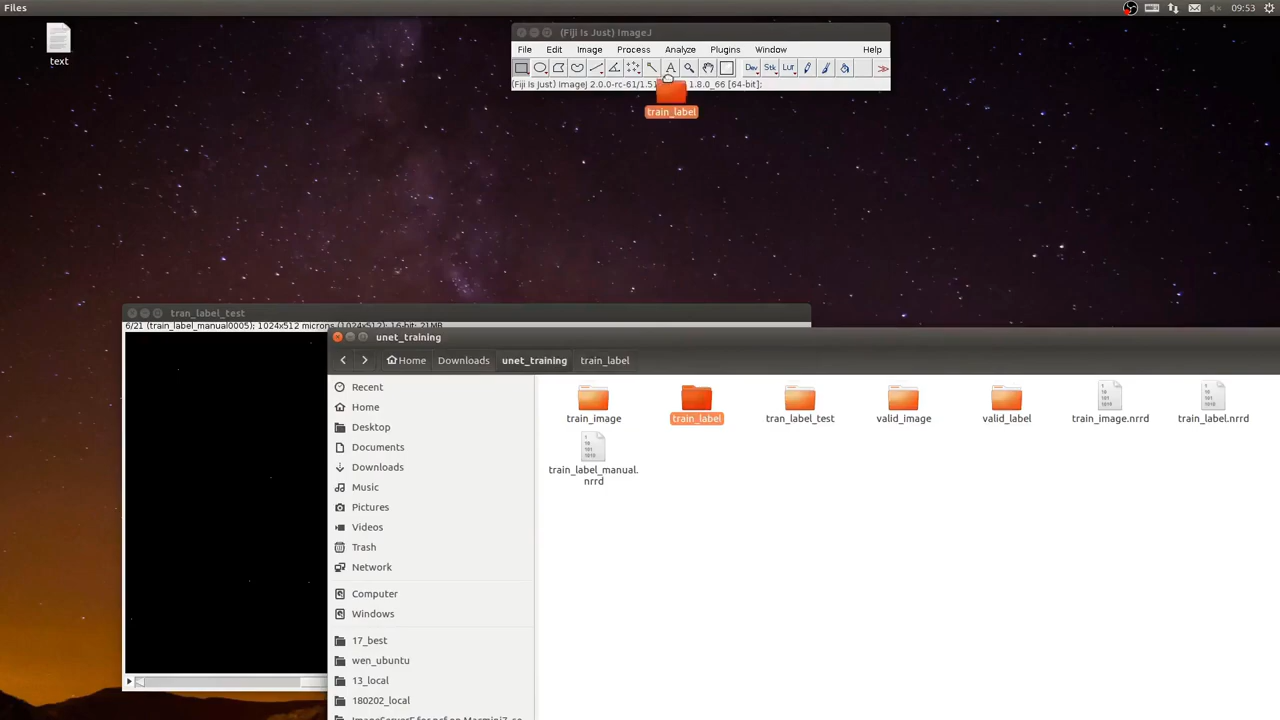 Files
09:53
text
(Fiji Is Just) ImageJ
File Edit Image Process Analyze Plugins Window Help
A Dev Stk Lut >>
(Fiji Is Just) ImageJ 2.0.0-rc-61/1.51 1.8.0_66 [64-bit];
train_label
tran_label_test
6/21 (train_label_manual0005); 1024x512 microns (1024x512); 16-bit; 21MB
unet_training
Home Downloads unet_training train_label
Recent
Home
Desktop
Documents
Downloads
Music
Pictures
Videos
Trash
Network
Computer
Windows
17_best
wen_ubuntu
13_local
180202_local
train_image train_label tran_label_test valid_image valid_label train_image.nrrd train_label.nrrd
train_label_manual.
nrrd